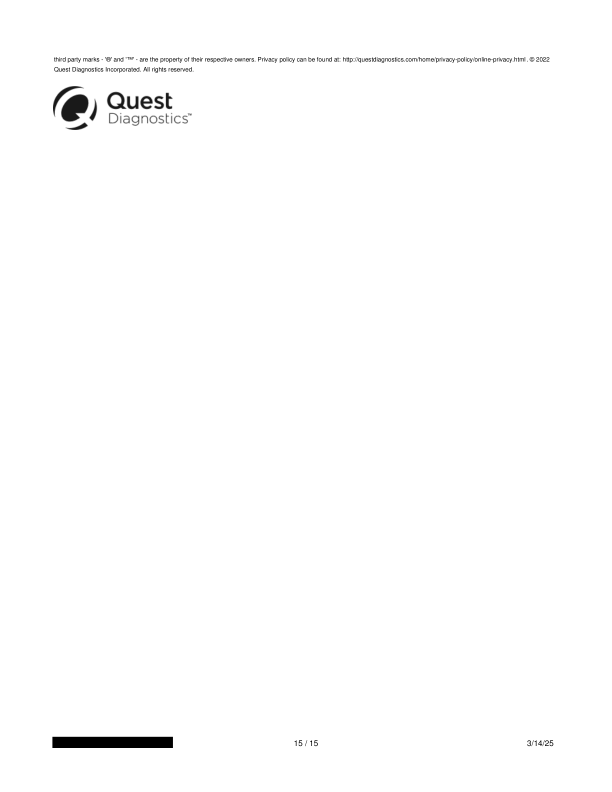 third party marks - '®' and '™' - are the property of their respective owners. Privacy policy can be found at: http://questdiagnostics.com/home/privacy-policy/online-privacy.html . © 2022
Quest Diagnostics Incorporated. All rights reserved.
Quest
Diagnostics™
15 / 15
3/14/25